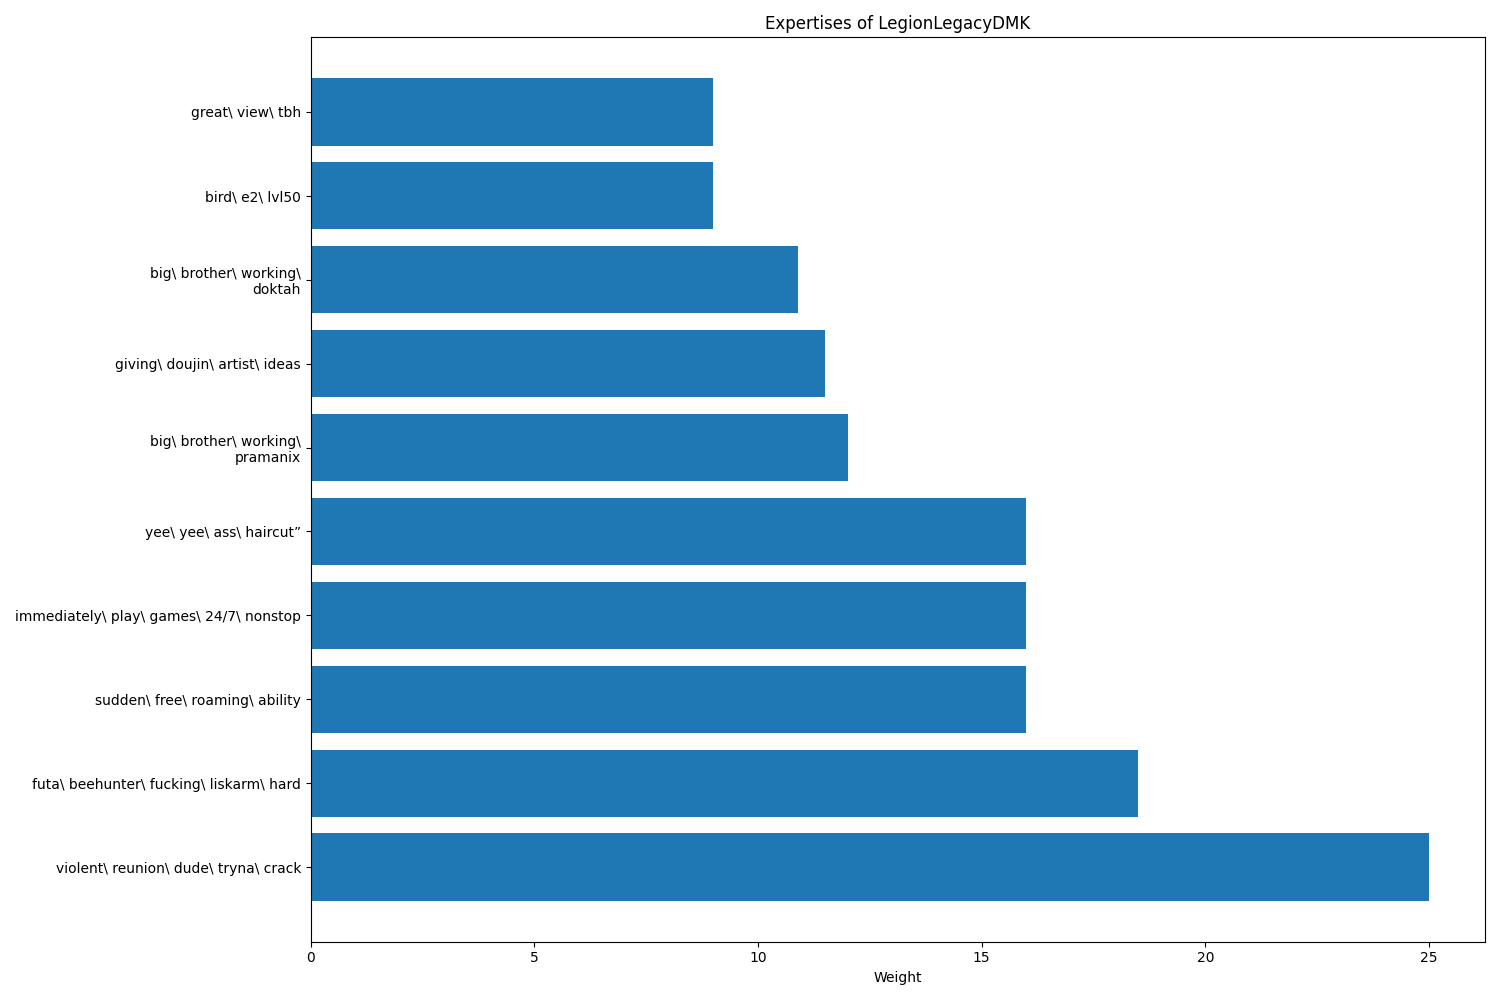 Expertises of LegionLegacyDMK
great\ view\ tbh
bird\ e2\ lvl50
big\ brother\ working\
doktah
giving\ doujin\ artist\ ideas
big\ brother\ working\
pramanix
yee\ yee\ ass\ haircut”
immediately\ play\ games\ 24/7\ nonstop
sudden\ free\ roaming\ ability
futa\ beehunter\ fucking\ liskarm\ hard
violent\ reunion\ dude\ tryna\ crack
0 5 10 15 20 25
Weight